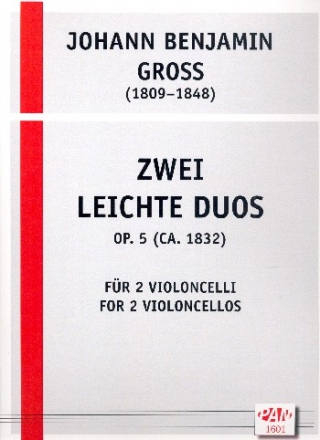 JOHANN BENJAMIN
GROSS
(1809–1848)
ZWEI
LEICHTE DUOS
OP. 5 (CA. 1832)
FÜR 2 VIOLONCELLI
FOR 2 VIOLONCELLOS
PAN
1601